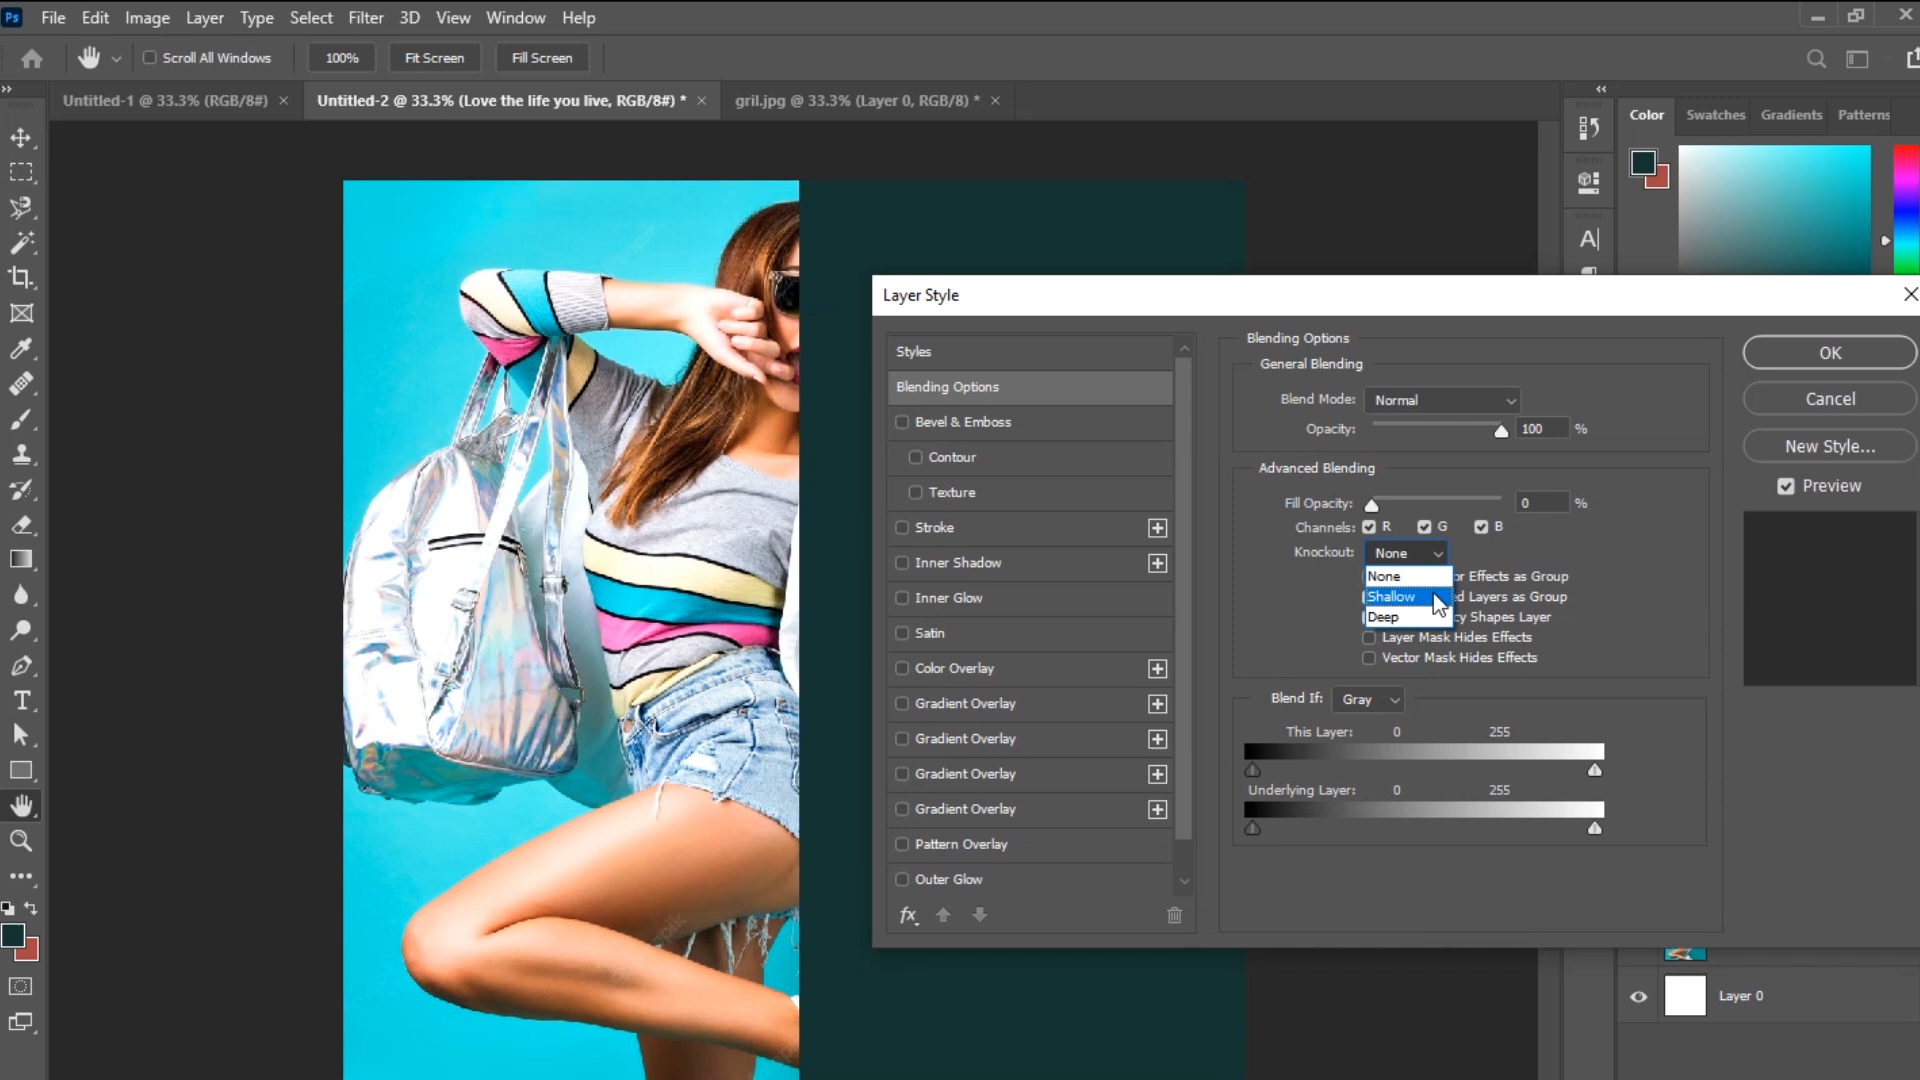 Ps File Edit Image Layer Type Select Filter 3D View Window Help
Scroll All Windows 100% Fit Screen Fill Screen
Untitled-1 @ 33.3% (RGB/8#) × Untitled-2 @ 33.3% (Love the life you live, RGB/8#) * × gril.jpg @ 33.3% (Layer 0, RGB/8) * ×
Color Swatches Gradients Patterns
Layer Style
Styles
Blending Options
Bevel & Emboss
Contour
Texture
Stroke
Inner Shadow
Inner Glow
Satin
Color Overlay
Gradient Overlay
Gradient Overlay
Gradient Overlay
Gradient Overlay
Pattern Overlay
Outer Glow
fx
Blending Options
General Blending
Blend Mode: Normal
Opacity: 100 %
Advanced Blending
Fill Opacity: 0 %
Channels: R G B
Knockout: None
None
Shallow
Deep
or Effects as Group
d Layers as Group
cy Shapes Layer
Layer Mask Hides Effects
Vector Mask Hides Effects
Blend If: Gray
This Layer: 0 255
Underlying Layer: 0 255
OK
Cancel
New Style...
Preview
Layer 0